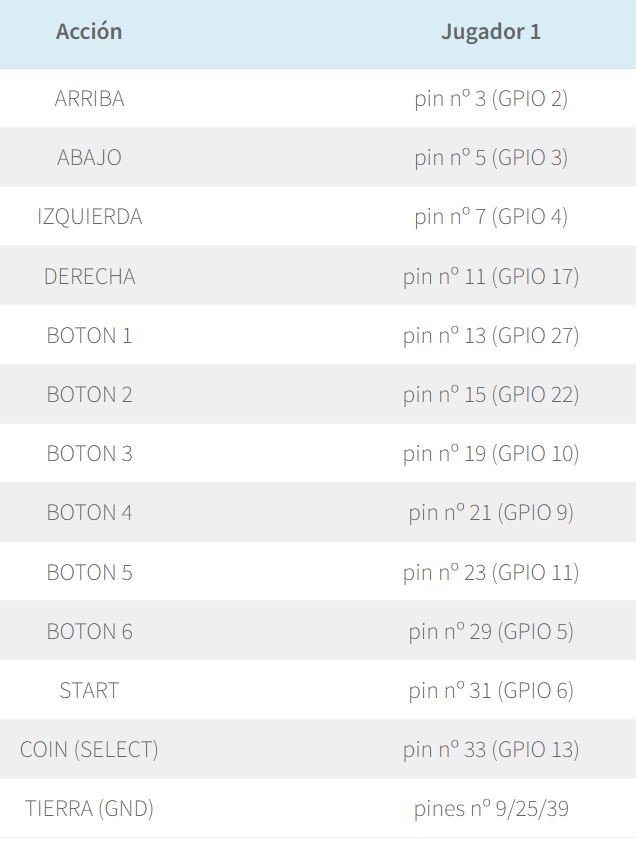 Acción Jugador 1
ARRIBA pin nº 3 (GPIO 2)
ABAJO pin nº 5 (GPIO 3)
IZQUIERDA pin nº 7 (GPIO 4)
DERECHA pin nº 11 (GPIO 17)
BOTON 1 pin nº 13 (GPIO 27)
BOTON 2 pin nº 15 (GPIO 22)
BOTON 3 pin nº 19 (GPIO 10)
BOTON 4 pin nº 21 (GPIO 9)
BOTON 5 pin nº 23 (GPIO 11)
BOTON 6 pin nº 29 (GPIO 5)
START pin nº 31 (GPIO 6)
COIN (SELECT) pin nº 33 (GPIO 13)
TIERRA (GND) pines nº 9/25/39